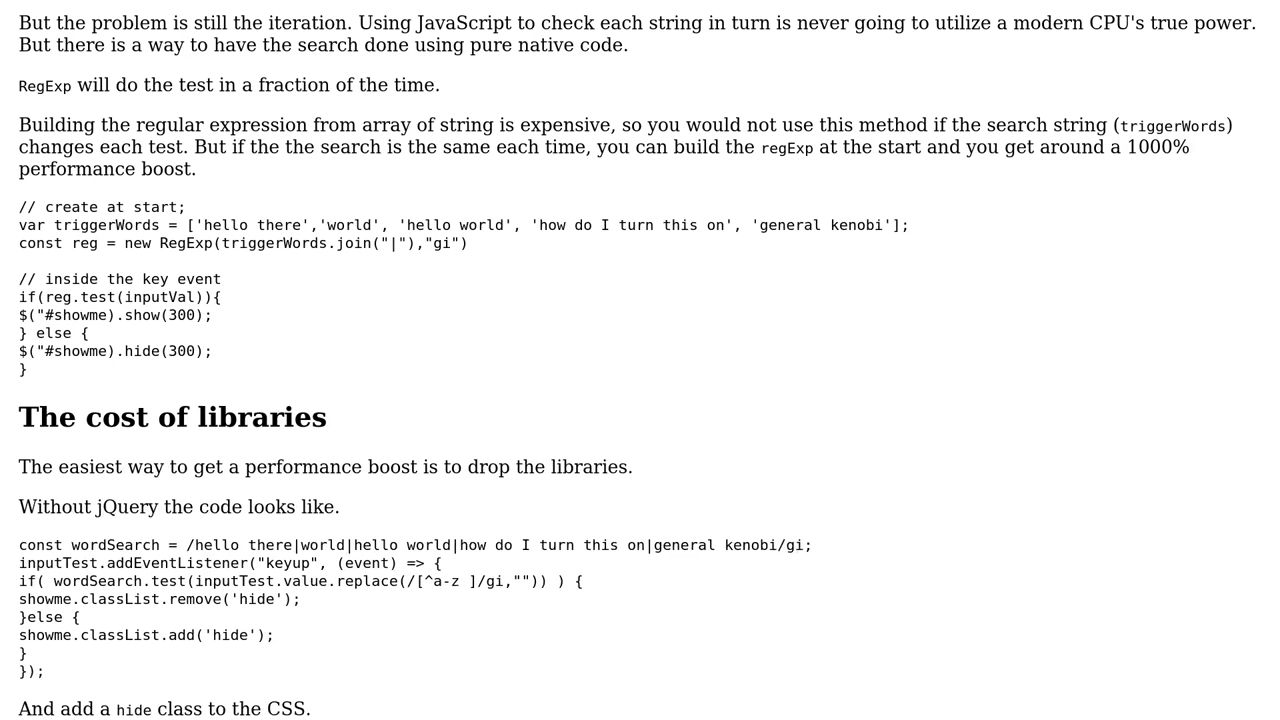 But the problem is still the iteration. Using JavaScript to check each string in turn is never going to utilize a modern CPU's true power.
But there is a way to have the search done using pure native code.
RegExp will do the test in a fraction of the time.
Building the regular expression from array of string is expensive, so you would not use this method if the search string (triggerWords)
changes each test. But if the the search is the same each time, you can build the regExp at the start and you get around a 1000%
performance boost.
// create at start;
var triggerWords = ['hello there','world', 'hello world', 'how do I turn this on', 'general kenobi'];
const reg = new RegExp(triggerWords.join("|"),"gi")
// inside the key event
if(reg.test(inputVal)){
$("#showme).show(300);
} else {
$("#showme).hide(300);
}
The cost of libraries
The easiest way to get a performance boost is to drop the libraries.
Without jQuery the code looks like.
const wordSearch = /hello there|world|hello world|how do I turn this on|general kenobi/gi;
inputTest.addEventListener("keyup", (event) => {
if( wordSearch.test(inputTest.value.replace(/[^a-z ]/gi,"")) ) {
showme.classList.remove('hide');
}else {
showme.classList.add('hide');
}
});
And add a hide class to the CSS.